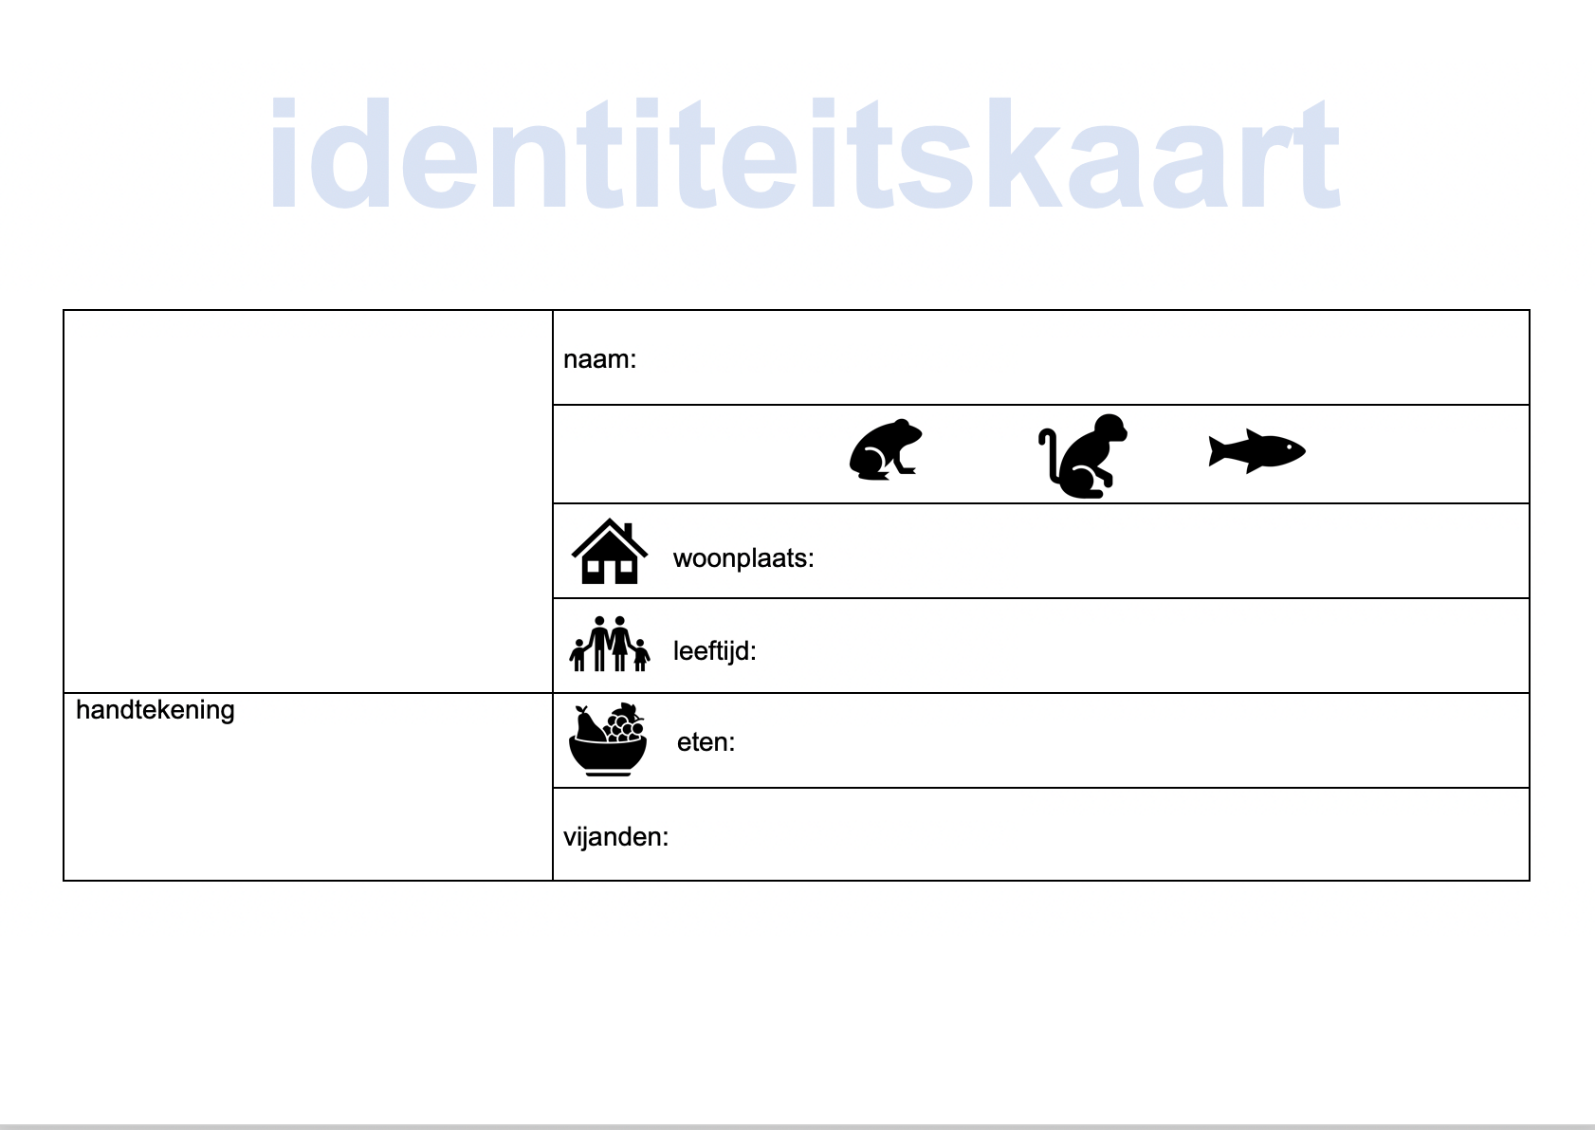 identiteitskaart
naam:
woonplaats:
leeftijd:
handtekening
eten:
vijanden: